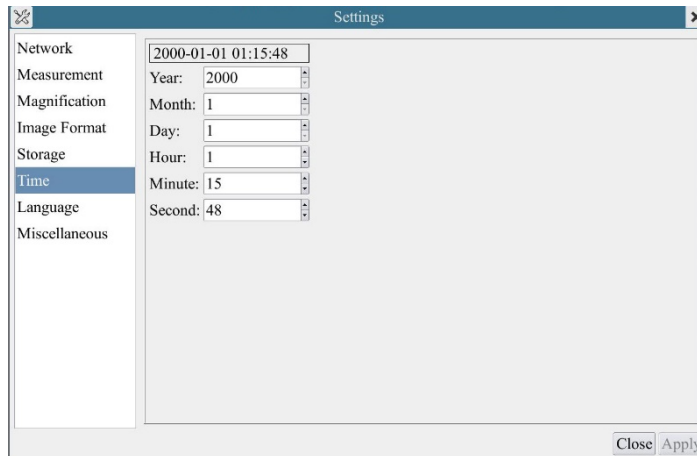 Settings
Network
Measurement
Magnification
Image Format
Storage
Time
Language
Miscellaneous
2000-01-01 01:15:48
Year: 2000
Month: 1
Day: 1
Hour: 1
Minute: 15
Second: 48
Close Apply